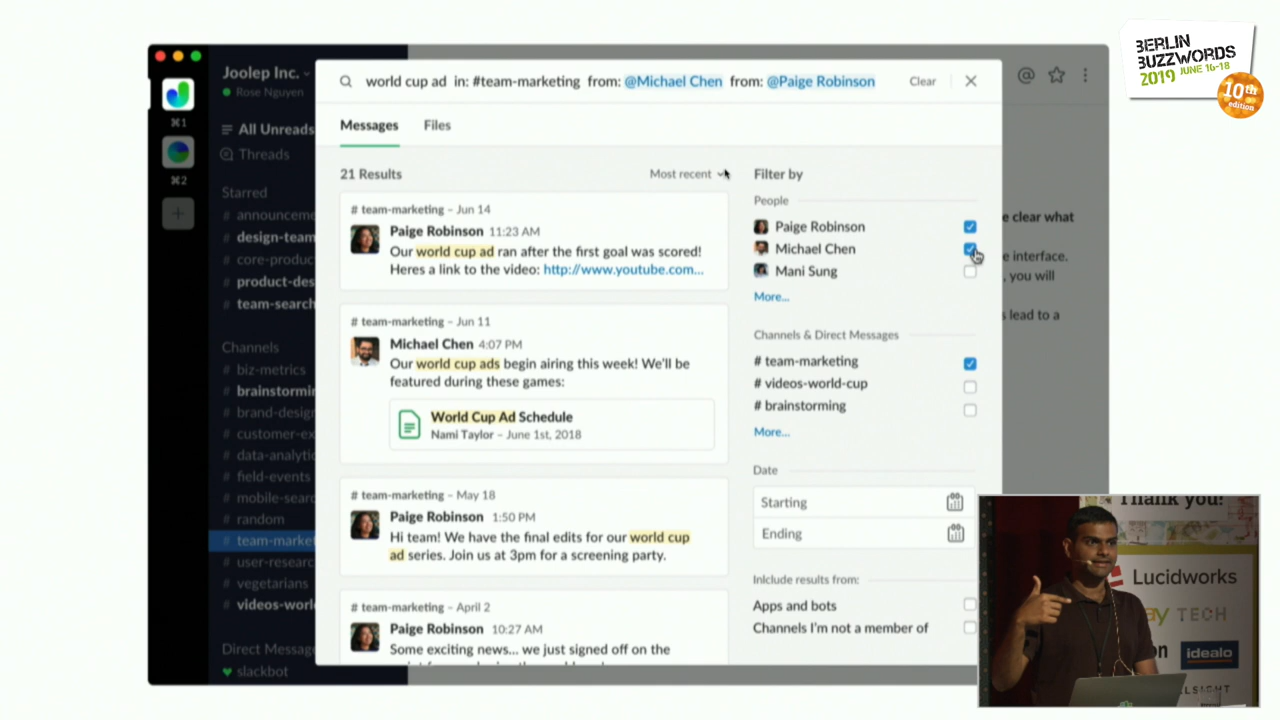 BERLIN
BUZZWORDS
2019 JUNE 16-18
10th
edition
Joolep Inc.
Rose Nguyen
⌘1
⌘2
All Unreads
Threads
Starred
# announceme
# design-team
# core-produc
# product-des
# team-search
Channels
# biz-metrics
# brainstormi
# brand-desig
# customer-ex
# data-analytic
# field-events
# mobile-searc
# random
# team-market
# user-researc
# vegetarians
# videos-worl
Direct Messag
slackbot
world cup ad in: #team-marketing from: @Michael Chen from: @Paige Robinson
Clear
Messages Files
21 Results
Most recent
# team-marketing – Jun 14
Paige Robinson 11:23 AM
Our world cup ad ran after the first goal was scored!
Heres a link to the video: http://www.youtube.com...
# team-marketing – Jun 11
Michael Chen 4:07 PM
Our world cup ads begin airing this week! We'll be
featured during these games:
World Cup Ad Schedule
Nami Taylor – June 1st, 2018
# team-marketing – May 18
Paige Robinson 1:50 PM
Hi team! We have the final edits for our world cup
ad series. Join us at 3pm for a screening party.
# team-marketing – April 2
Paige Robinson 10:27 AM
Some exciting news... we just signed off on the
Filter by
People
Paige Robinson
Michael Chen
Mani Sung
More...
Channels & Direct Messages
# team-marketing
# videos-world-cup
# brainstorming
More...
Date
Starting
Ending
Inlclude results from:
Apps and bots
Channels I'm not a member of
e clear what
e interface.
, you will
s lead to a
Thank you!
Lucidworks
ay TECH
on
idealo
LSIGHT